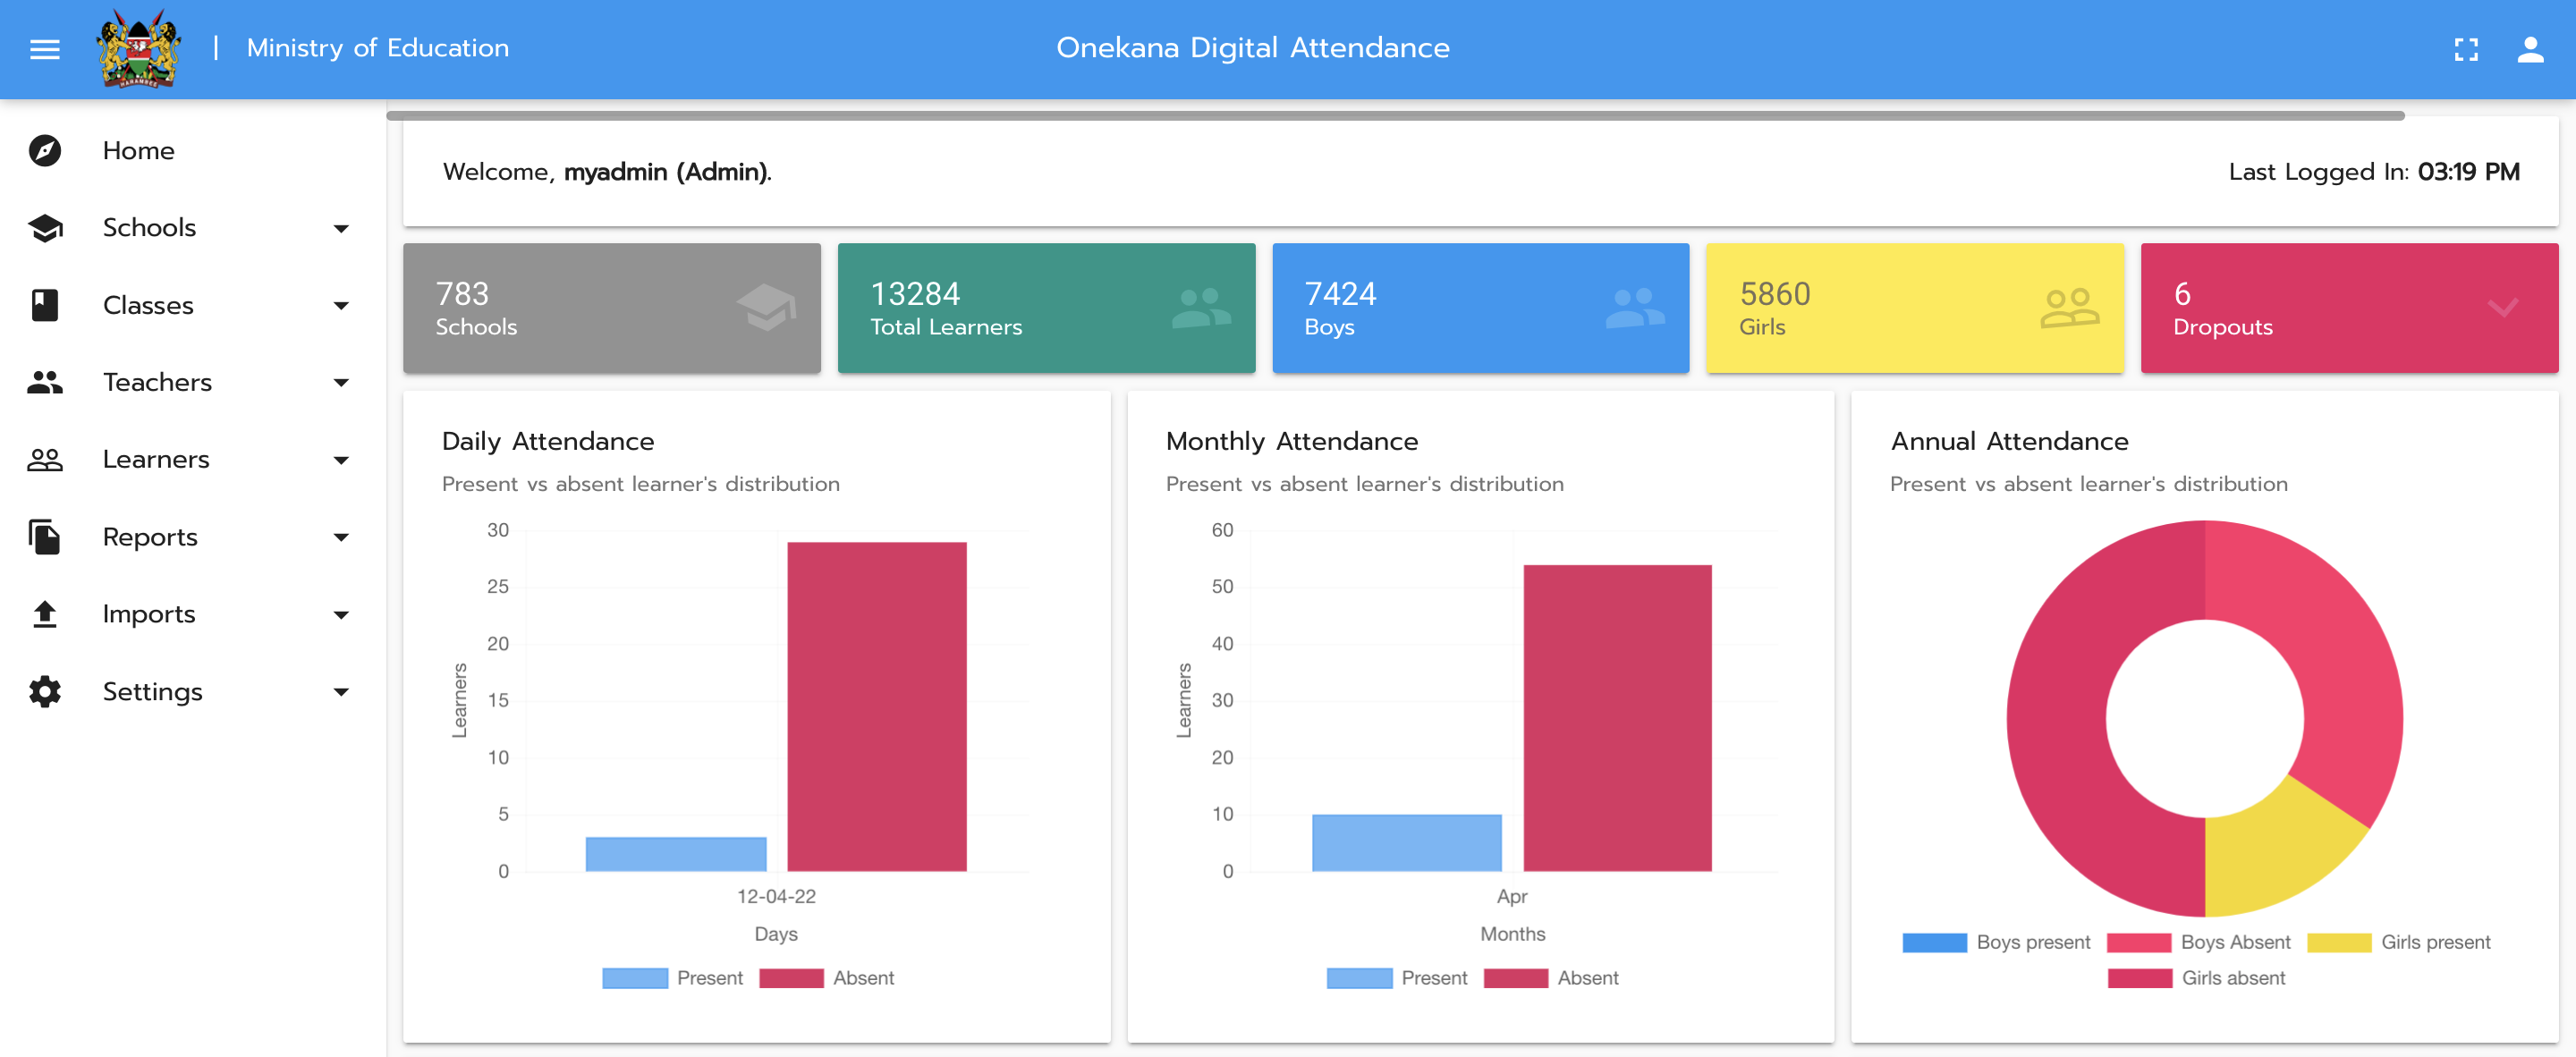 Ministry of Education
Onekana Digital Attendance
HARAMBEE
Home
Schools
Classes
Teachers
Learners
Reports
Imports
Settings
Welcome, myadmin (Admin).
Last Logged In: 03:19 PM
783
Schools
13284
Total Learners
7424
Boys
5860
Girls
6
Dropouts
Daily Attendance
Present vs absent learner's distribution
30
25
20
15
10
5
0
Learners
12-04-22
Days
Present
Absent
Monthly Attendance
Present vs absent learner's distribution
60
50
40
30
20
10
0
Learners
Apr
Months
Present
Absent
Annual Attendance
Present vs absent learner's distribution
Boys present
Boys Absent
Girls present
Girls absent